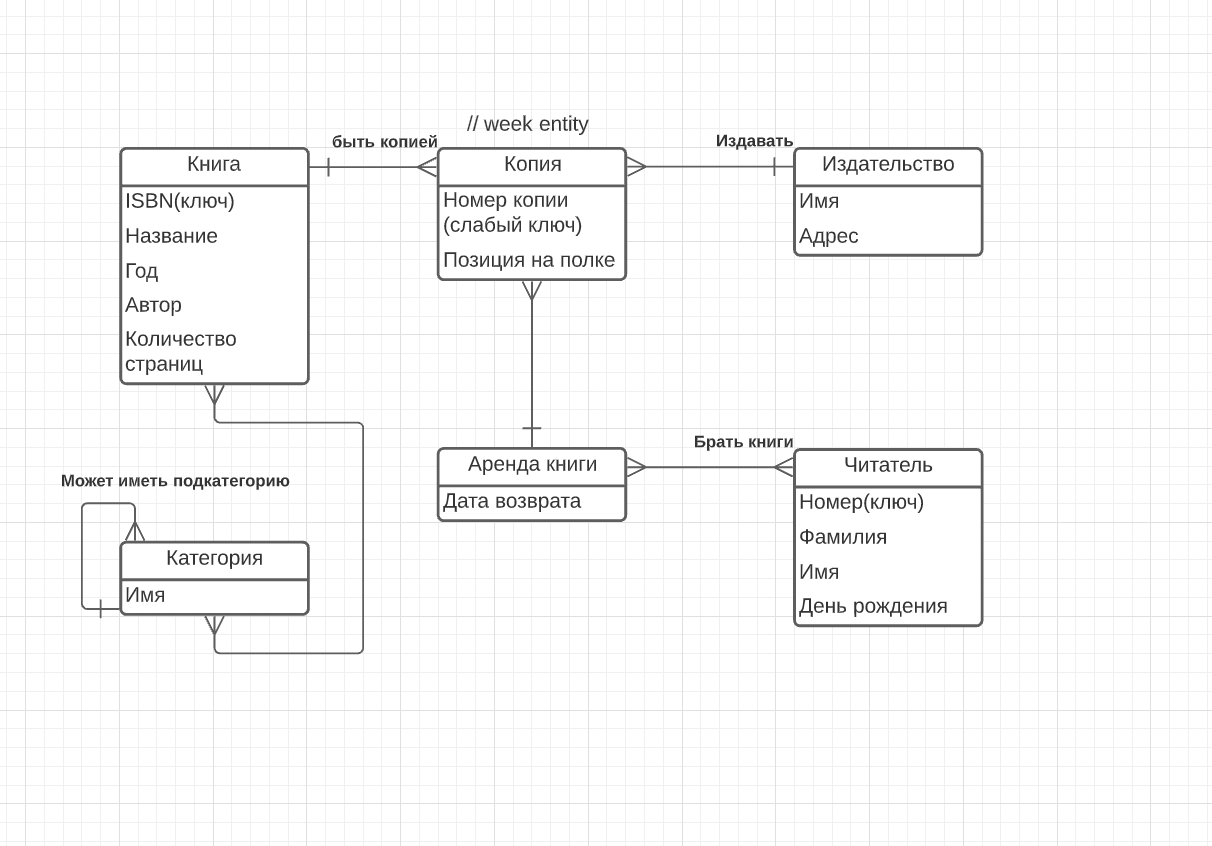 // week entity
быть копией
Издавать
Книга
ISBN(ключ)
Название
Год
Автор
Количество
страниц
Копия
Номер копии
(слабый ключ)
Позиция на полке
Издательство
Имя
Адрес
Может иметь подкатегорию
Категория
Имя
Аренда книги
Дата возврата
Брать книги
Читатель
Номер(ключ)
Фамилия
Имя
День рождения